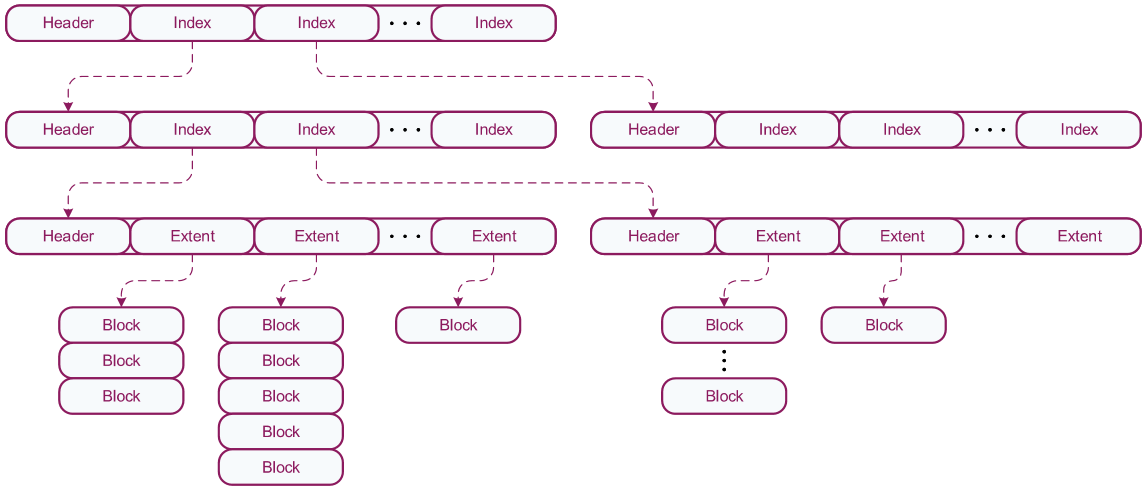 Header Index Index ··· Index
Header Index Index ··· Index Header Index Index ··· Index
Header Extent Extent ··· Extent Header Extent Extent ··· Extent
Block Block Block Block Block
Block Block
Block Block Block
Block
Block